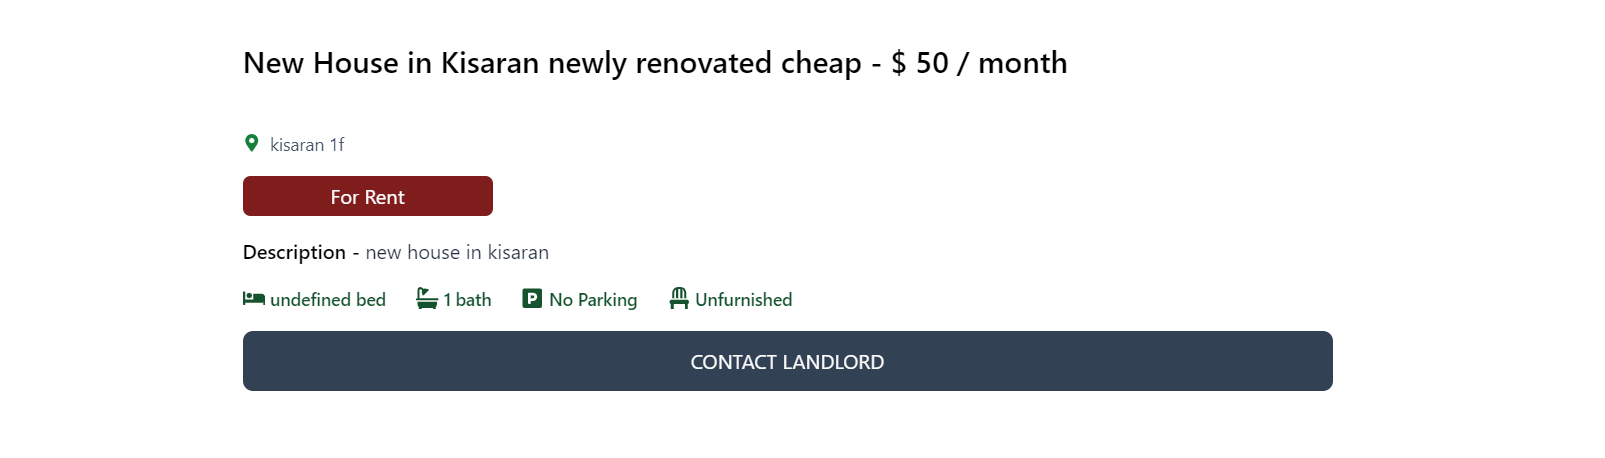 New House in Kisaran newly renovated cheap - $ 50 / month
kisaran 1f
For Rent
Description - new house in kisaran
undefined bed 1 bath No Parking Unfurnished
CONTACT LANDLORD